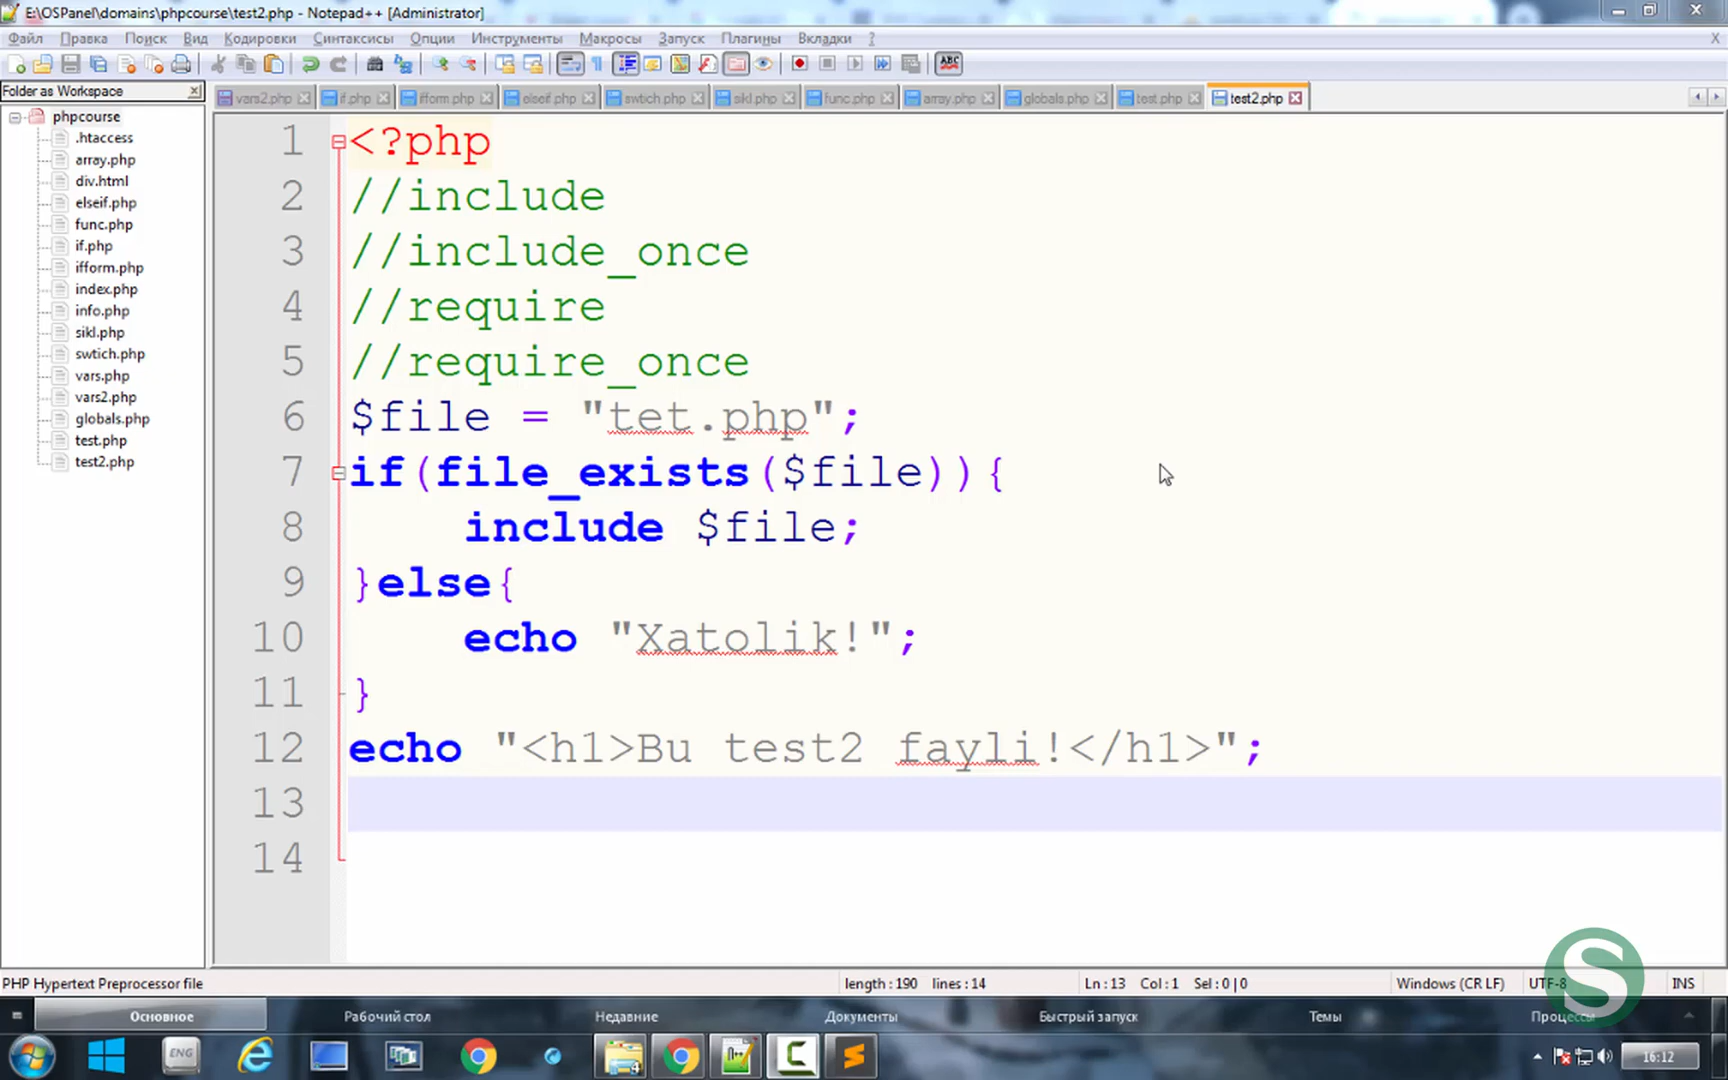 E:\OSPanel\domains\phpcourse\test2.php - Notepad++ [Administrator]
Файл Правка Поиск Вид Кодировки Синтаксисы Опции Инструменты Макросы Запуск Плагины Вкладки ? X
ABC
Folder as Workspace
vars2.php if.php ifform.php elseif.php swtich.php sikl.php func.php array.php globals.php test.php test2.php
phpcourse
.htaccess
array.php
div.html
elseif.php
func.php
if.php
ifform.php
index.php
info.php
sikl.php
swtich.php
vars.php
vars2.php
globals.php
test.php
test2.php
1 <?php
2 //include
3 //include_once
4 //require
5 //require_once
6 $file = "tet.php";
7 if(file_exists($file)){
8 include $file;
9 }else{
10 echo "Xatolik!";
11 }
12 echo "<h1>Bu test2 fayli!</h1>";
13
14
PHP Hypertext Preprocessor file length : 190 lines : 14 Ln : 13 Col : 1 Sel : 0 | 0 Windows (CR LF) UTF-8 INS
S
Основное Рабочий стол Недавние Документы Быстрый запуск Темы Процессы
ENG 16:12